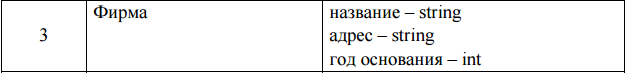 3
Фирма
название – string
адрес – string
год основания – int